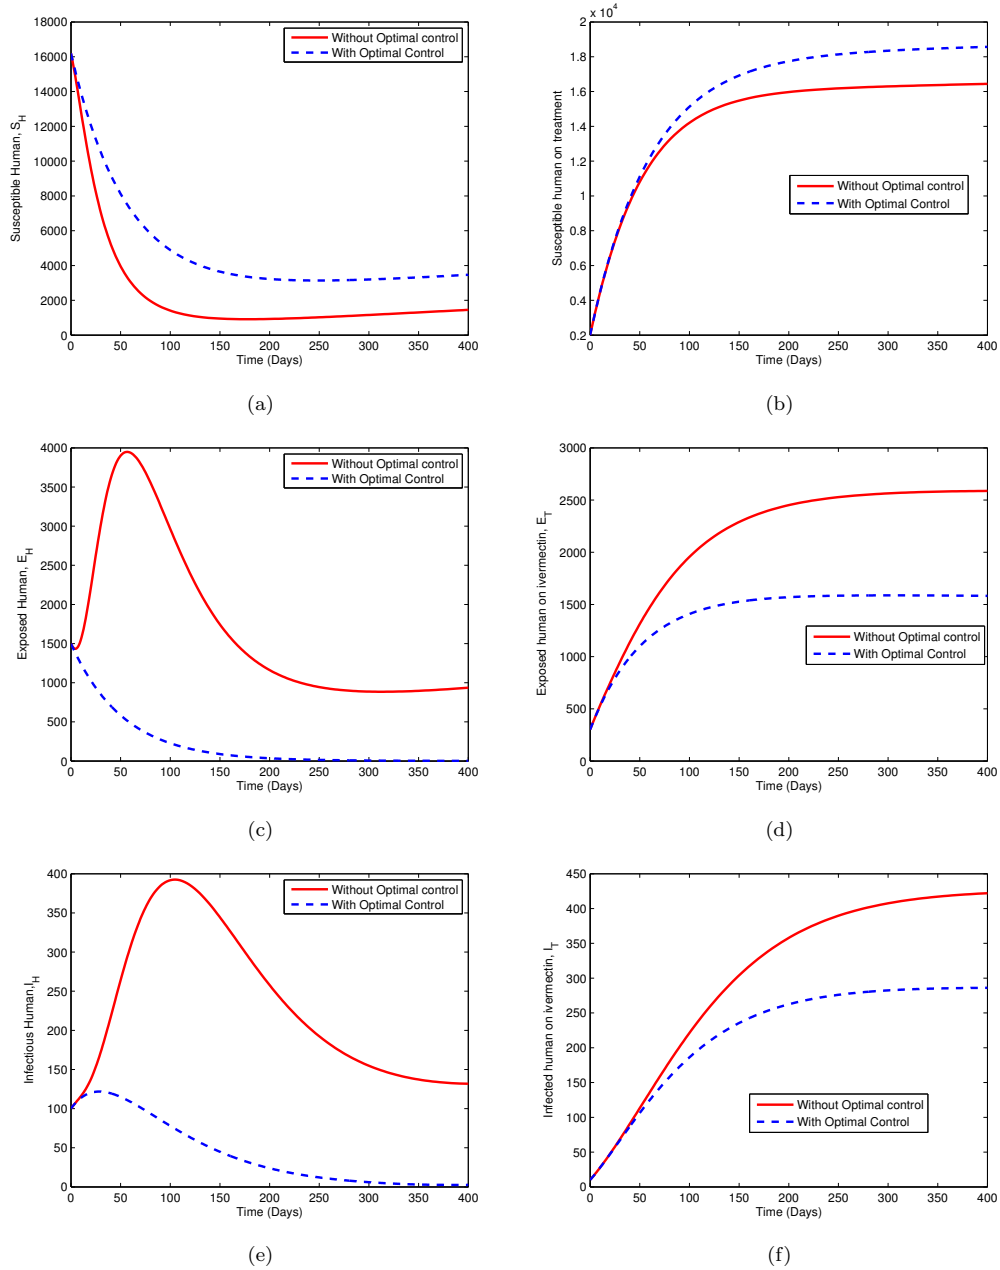 Without Optimal control
With Optimal Control
16000
14000
12000
10000
8000
6000
4000
2000
0
18000
Susceptible Human, S_H
0 50 100 150 200 250 300 350 400
Time (Days)
(a)
x 10^4
2
1.8
1.6
1.4
1.2
1
0.8
0.6
0.4
0.2
Susceptible human on treatment
Without Optimal control
With Optimal Control
0 50 100 150 200 250 300 350 400
Time (Days)
(b)
4000
3500
3000
2500
2000
1500
1000
500
0
Exposed Human, E_H
Without Optimal control
With Optimal Control
0 50 100 150 200 250 300 350 400
Time (Days)
(c)
3000
2500
2000
1500
1000
500
0
Exposed human on ivermectin, E_T
Without Optimal control
With Optimal Control
0 50 100 150 200 250 300 350 400
Time (Days)
(d)
400
350
300
250
200
150
100
50
0
Infectious Human,I_H
Without Optimal control
With Optimal Control
0 50 100 150 200 250 300 350 400
Time (Days)
(e)
450
400
350
300
250
200
150
100
50
0
Infected human on ivermectin, I_T
Without Optimal control
With Optimal Control
0 50 100 150 200 250 300 350 400
Time (Days)
(f)